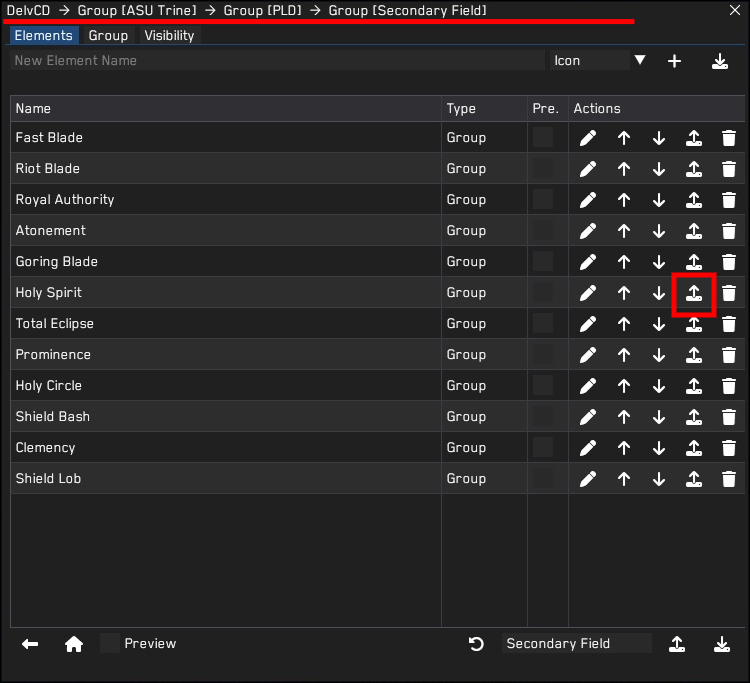 DelvCD → Group [ASU Trine] → Group [PLD] → Group [Secondary Field]
Elements Group Visibility
New Element Name Icon
Name Type Pre. Actions
Fast Blade Group
Riot Blade Group
Royal Authority Group
Atonement Group
Goring Blade Group
Holy Spirit Group
Total Eclipse Group
Prominence Group
Holy Circle Group
Shield Bash Group
Clemency Group
Shield Lob Group
Preview Secondary Field